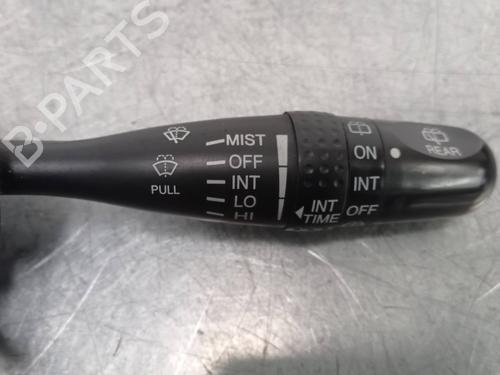 B-PARTS
MIST
OFF
INT
LO
HI
PULL
INT
TIME
ON
INT
OFF
REAR